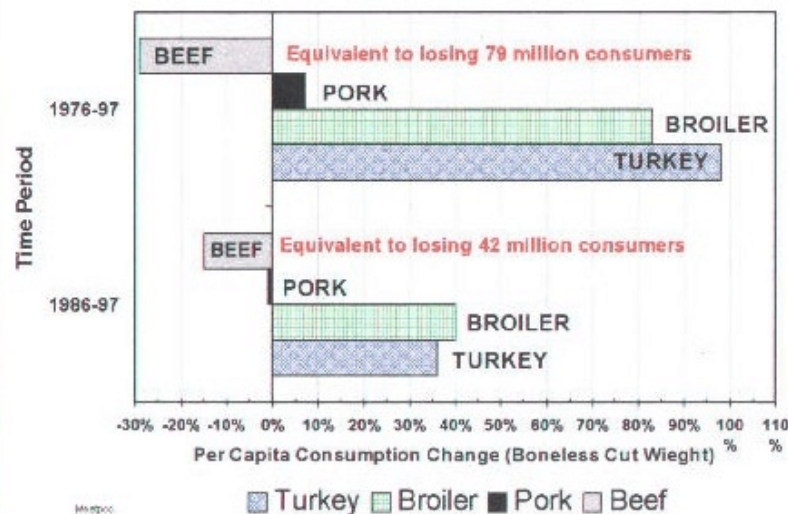 BEEF Equivalent to losing 79 million consumers
PORK
1976-97
BROILER
TURKEY
Time Period
BEEF Equivalent to losing 42 million consumers
PORK
1986-97
BROILER
TURKEY
-30% -20% -10% 0% 10% 20% 30% 40% 50% 60% 70% 80% 90% 100 110
% %
Per Capita Consumption Change (Boneless Cut Wieght)
Turkey Broiler Pork Beef